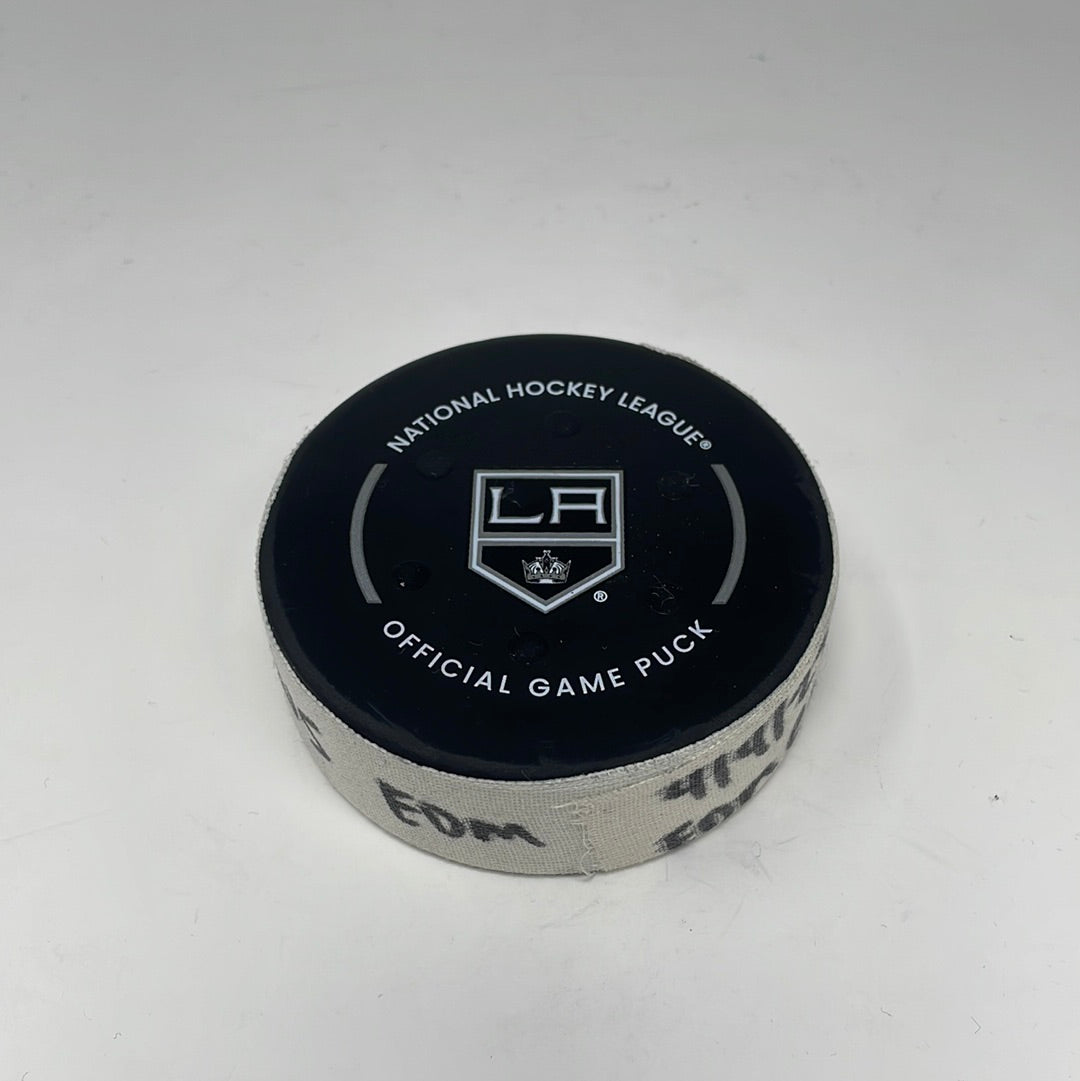 NATIONAL HOCKEY LEAGUE®
LA
®
OFFICIAL GAME PUCK
EDM